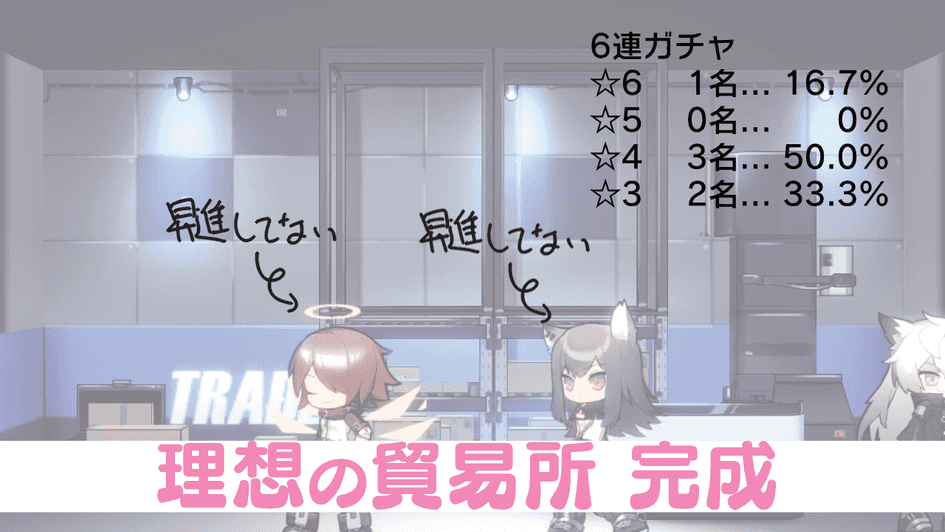 6連ガチャ
☆6 1名… 16.7%
☆5 0名… 0%
☆4 3名… 50.0%
☆3 2名… 33.3%
昇進してない
昇進してない
TRADE
理想の貿易所 完成